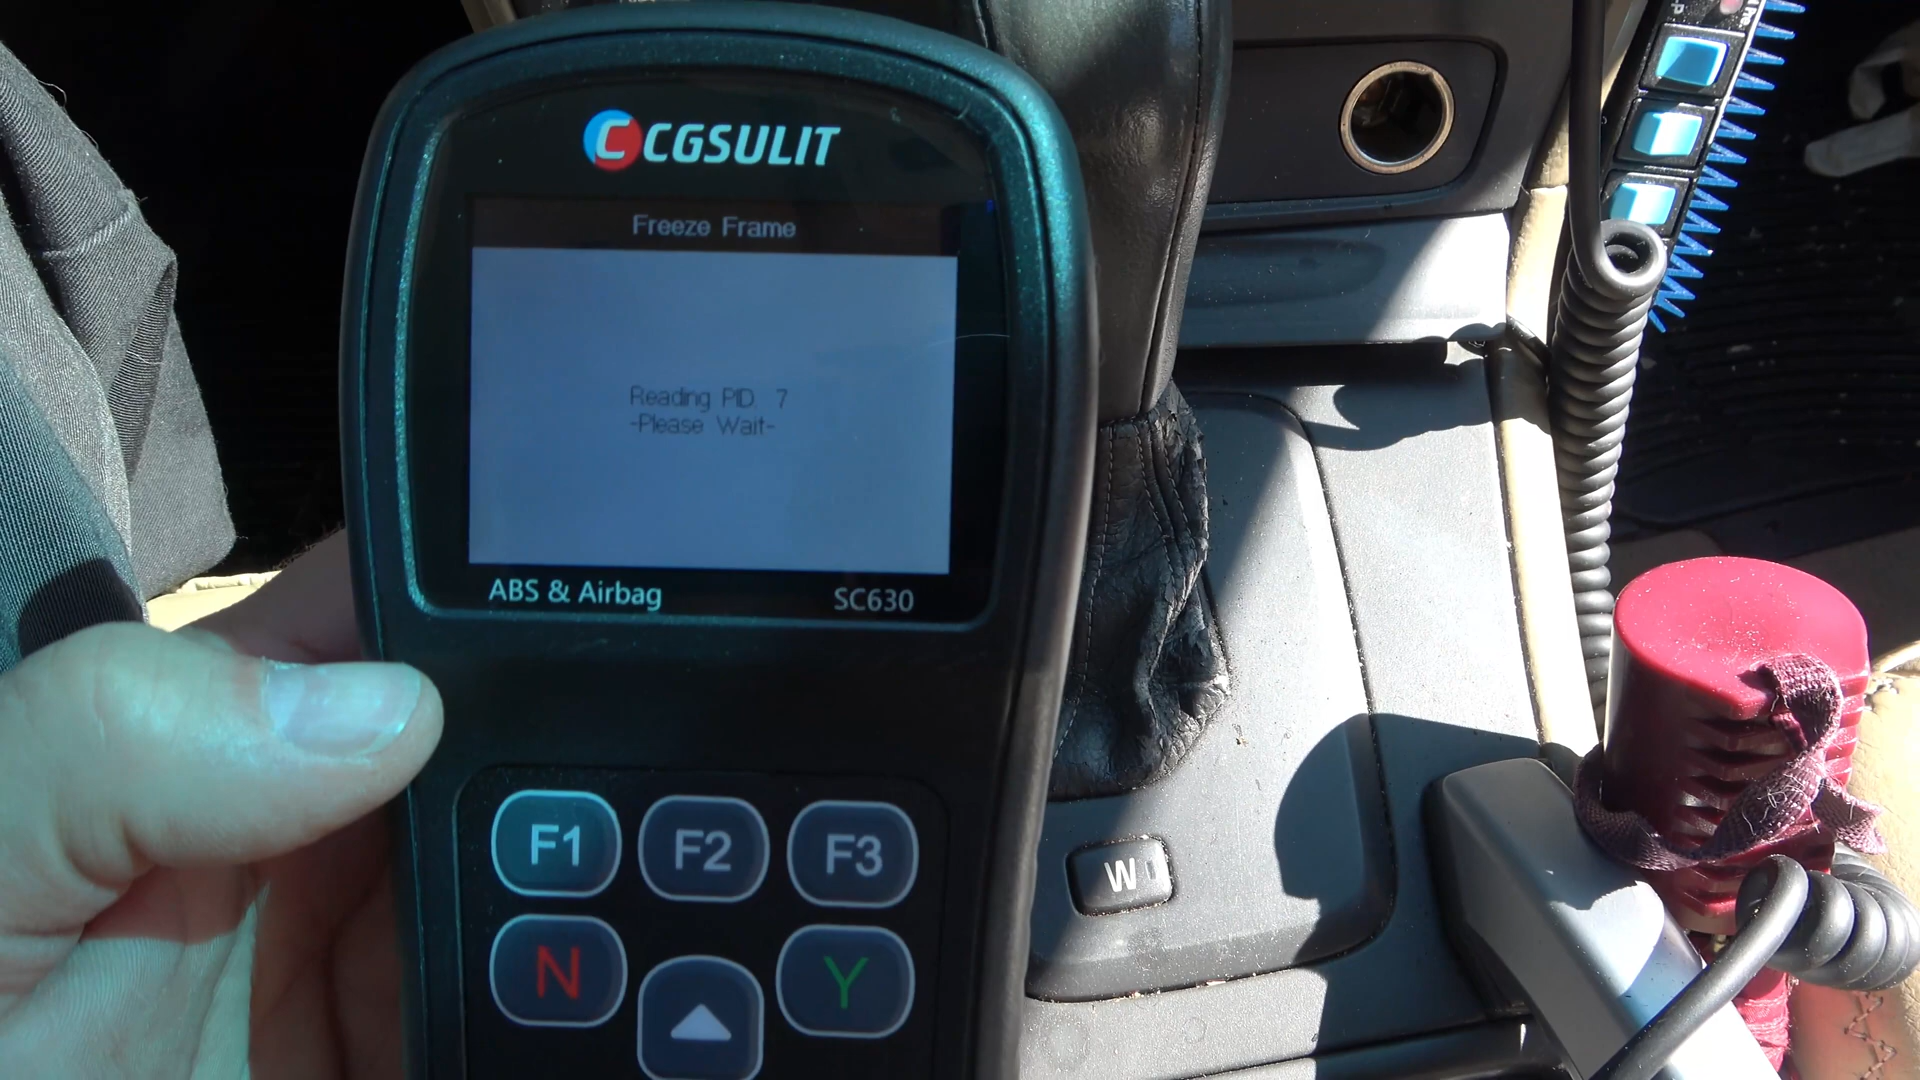 CGSULIT
Freeze Frame
Reading PID. 7
-Please Wait-
ABS & Airbag
SC630
F1
F2
F3
N
Y
W